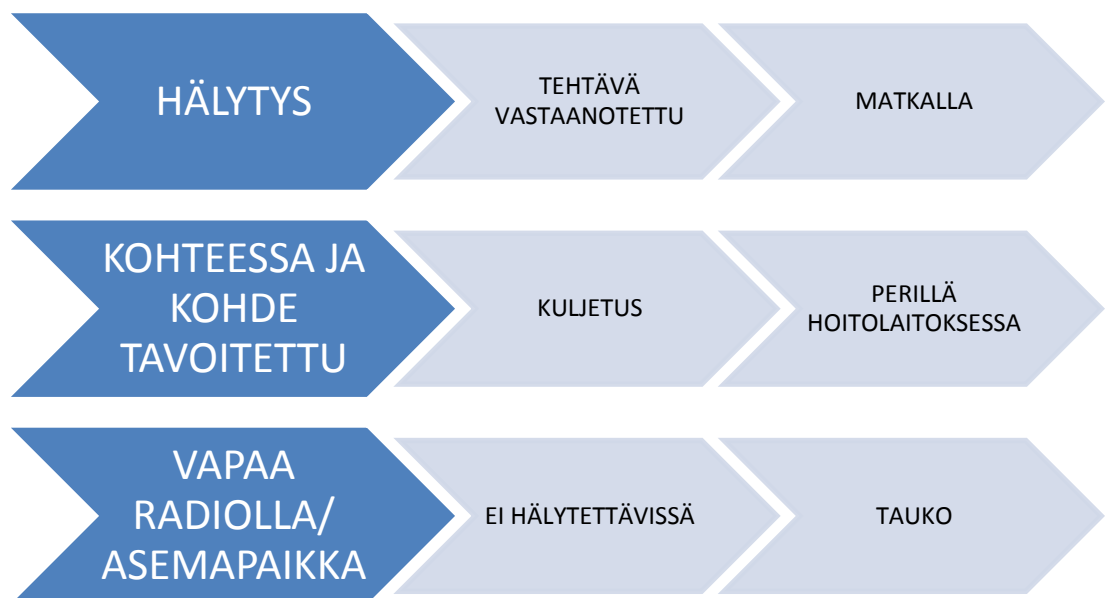 HÄLYTYS
TEHTÄVÄ
VASTAANOTETTU
MATKALLA
KOHTEESSA JA
KOHDE
TAVOITETTU
KULJETUS
PERILLÄ
HOITOLAITOKSESSA
VAPAA
RADIOLLA/
ASEMAPAIKKA
EI HÄLYTETTÄVISSÄ
TAUKO